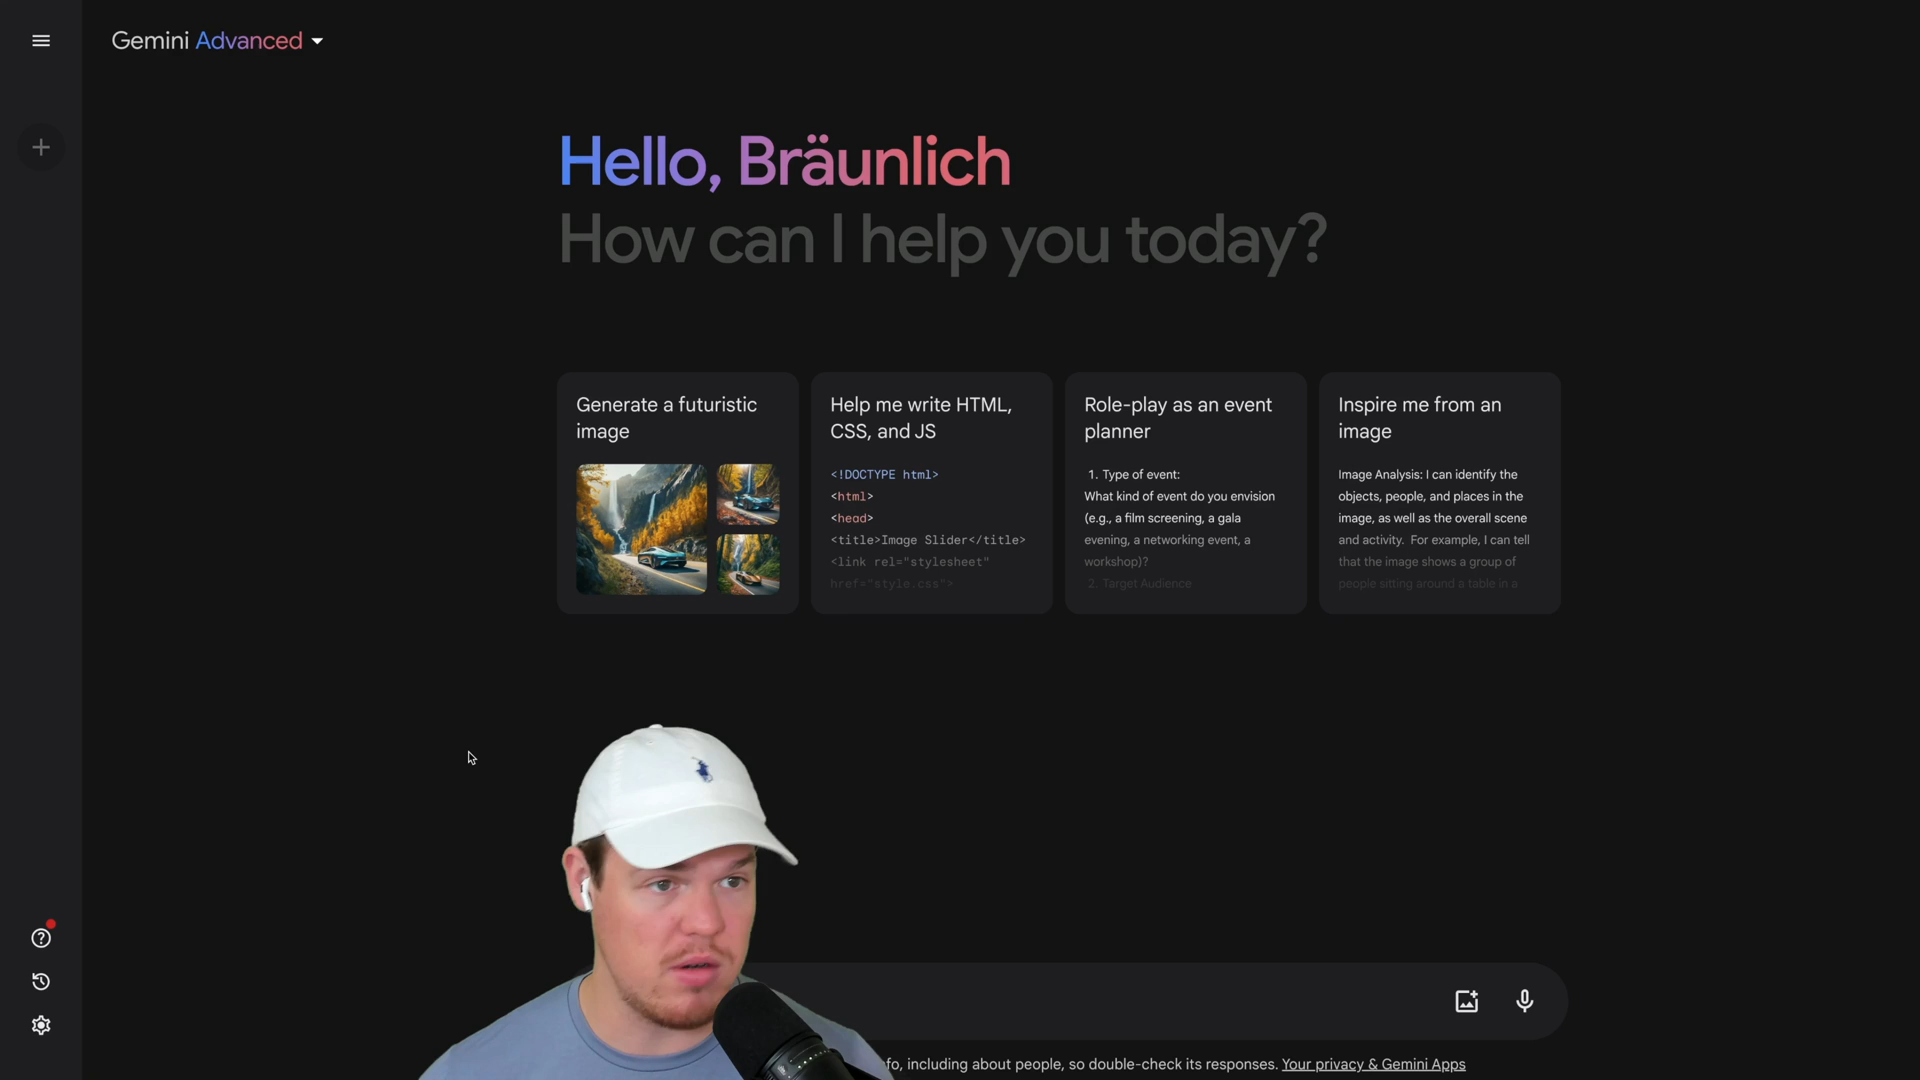 Gemini Advanced
Hello, Bräunlich
How can I help you today?
Generate a futuristic
image
Help me write HTML,
CSS, and JS
<!DOCTYPE html>
<html>
<head>
<title>Image Slider</title>
<link rel="stylesheet"
href="style.css">
Role-play as an event
planner
1. Type of event:
What kind of event do you envision
(e.g., a film screening, a gala
evening, a networking event, a
workshop)?
2. Target Audience
Inspire me from an
image
Image Analysis: I can identify the
objects, people, and places in the
image, as well as the overall scene
and activity. For example, I can tell
that the image shows a group of
people sitting around a table in a
including about people, so double-check its responses. Your privacy & Gemini Apps